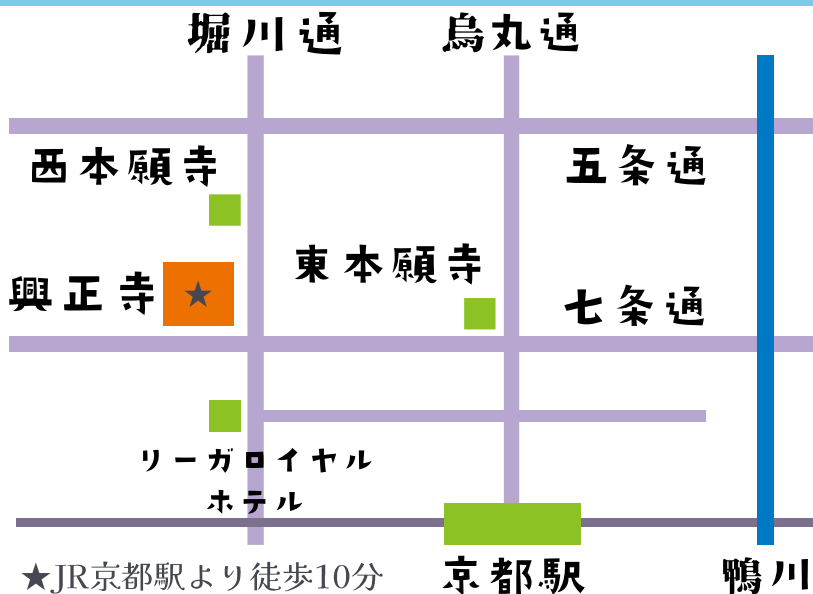 堀川通
烏丸通
西本願寺
五条通
東本願寺
興正寺
★
七条通
リーガロイヤル
ホテル
★JR京都駅より徒歩10分
京都駅
鴨川